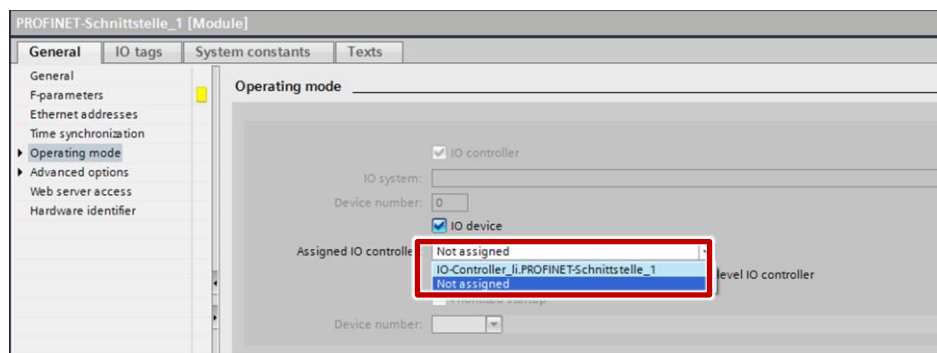 PROFINET-Schnittstelle_1 [Module]
General IO tags System constants Texts
General
F-parameters
Ethernet addresses
Time synchronization
Operating mode
Advanced options
Web server access
Hardware identifier
Operating mode
IO controller
IO system:
Device number: 0
IO device
Assigned IO controlle Not assigned
IO-Controller_li.PROFINET-Schnittstelle_1
Not assigned
level IO controller
Prioritized startup
Device number: